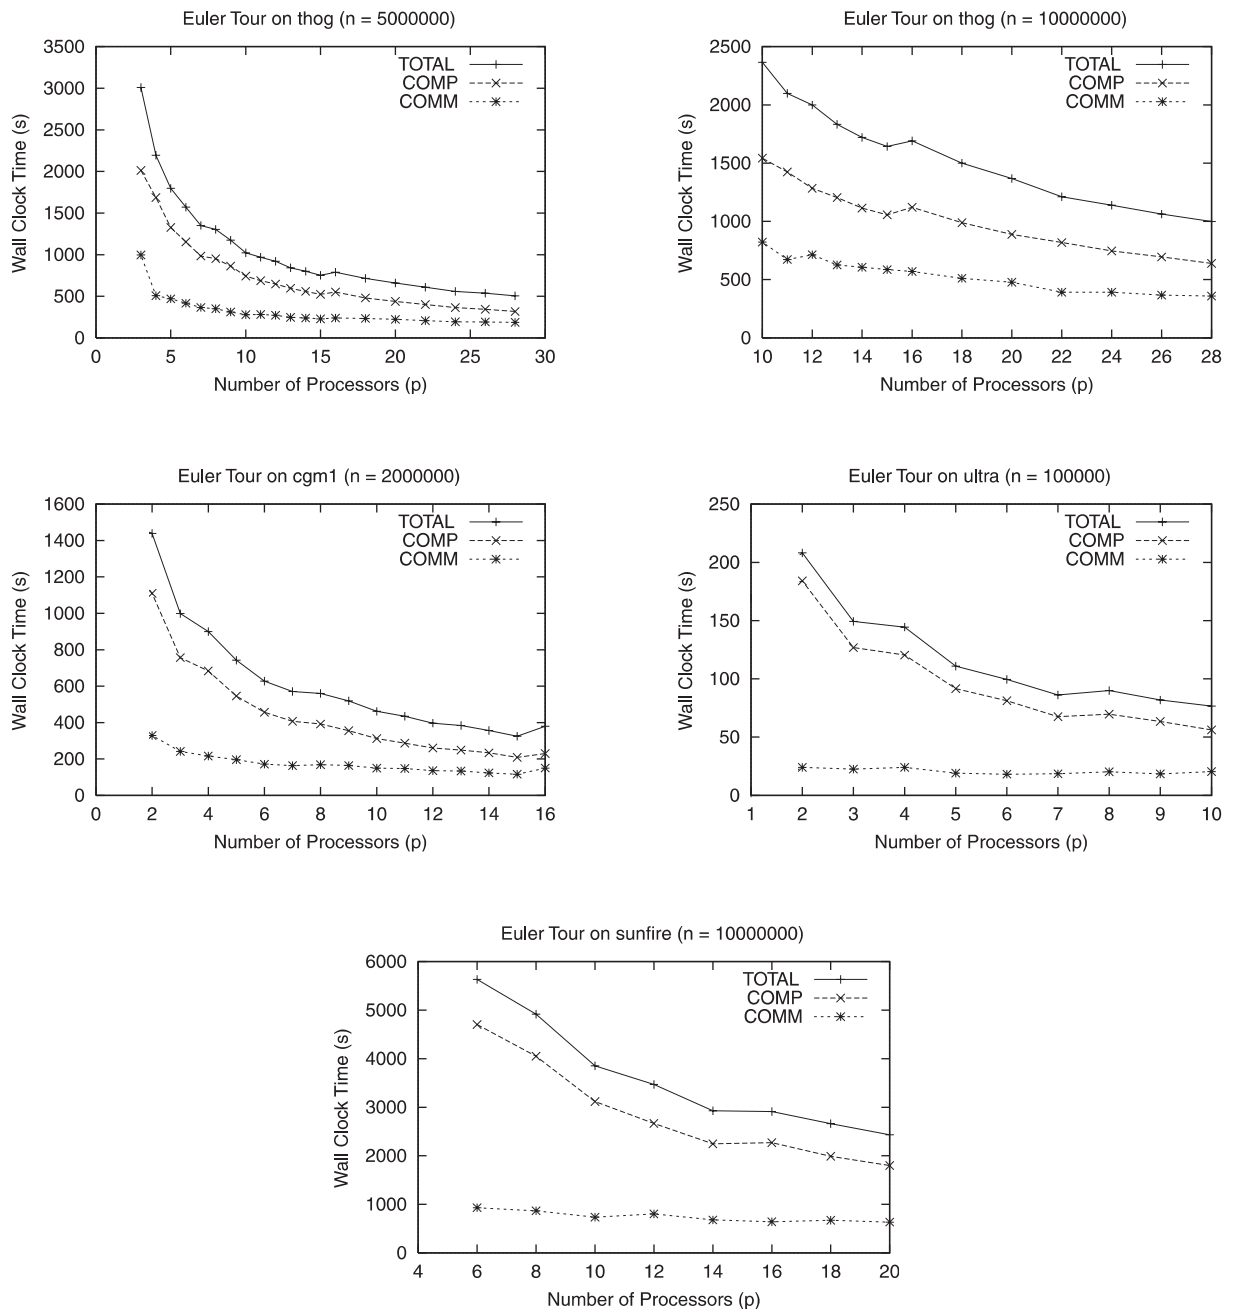 Euler Tour on thog (n = 5000000)
3500
3000
2500
2000
1500
1000
500
0
Wall Clock Time (s)
TOTAL
COMP
COMM
0 5 10 15 20 25 30
Number of Processors (p)
Euler Tour on thog (n = 10000000)
2500
2000
1500
1000
500
0
Wall Clock Time (s)
TOTAL
COMP
COMM
10 12 14 16 18 20 22 24 26 28
Number of Processors (p)
Euler Tour on cgm1 (n = 2000000)
1600
1400
1200
1000
800
600
400
200
0
Wall Clock Time (s)
TOTAL
COMP
COMM
0 2 4 6 8 10 12 14 16
Number of Processors (p)
Euler Tour on ultra (n = 100000)
250
200
150
100
50
0
Wall Clock Time (s)
TOTAL
COMP
COMM
1 2 3 4 5 6 7 8 9 10
Number of Processors (p)
Euler Tour on sunfire (n = 10000000)
6000
5000
4000
3000
2000
1000
0
Wall Clock Time (s)
TOTAL
COMP
COMM
4 6 8 10 12 14 16 18 20
Number of Processors (p)